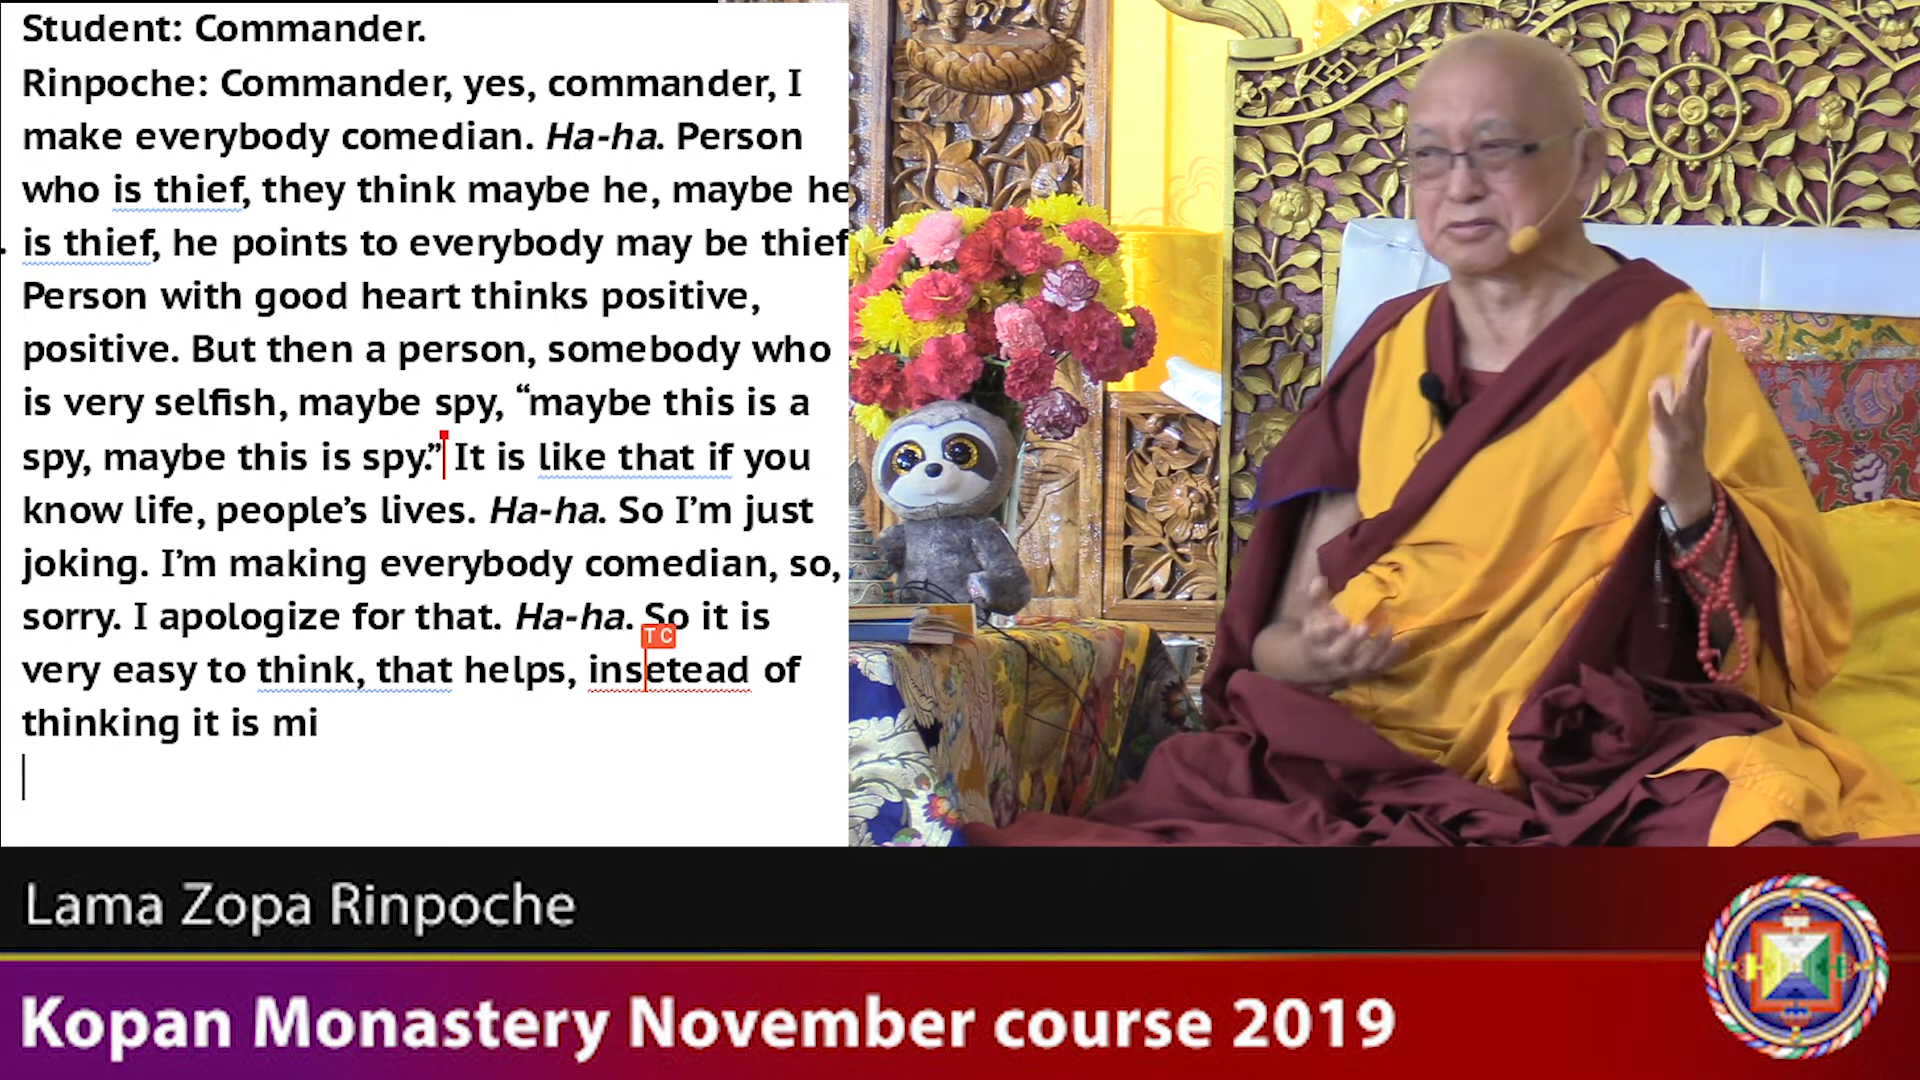 Student: Commander.
Rinpoche: Commander, yes, commander, I
make everybody comedian. Ha-ha. Person
who is thief, they think maybe he, maybe he
. is thief, he points to everybody may be thief
Person with good heart thinks positive,
positive. But then a person, somebody who
is very selfish, maybe spy, “maybe this is a
spy, maybe this is spy.” It is like that if you
know life, people’s lives. Ha-ha. So I’m just
joking. I’m making everybody comedian, so,
sorry. I apologize for that. Ha-ha. So it is
TC
very easy to think, that helps, insetead of
thinking it is mi
Lama Zopa Rinpoche
Kopan Monastery November course 2019